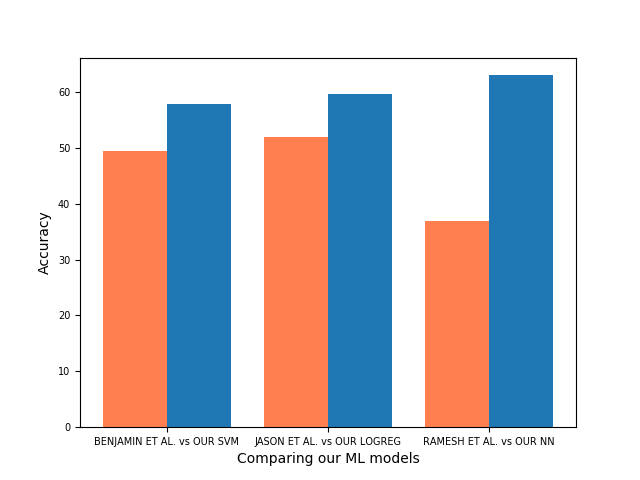 Accuracy
60
50
40
30
20
10
0
BENJAMIN ET AL. vs OUR SVM
JASON ET AL. vs OUR LOGREG
RAMESH ET AL. vs OUR NN
Comparing our ML models